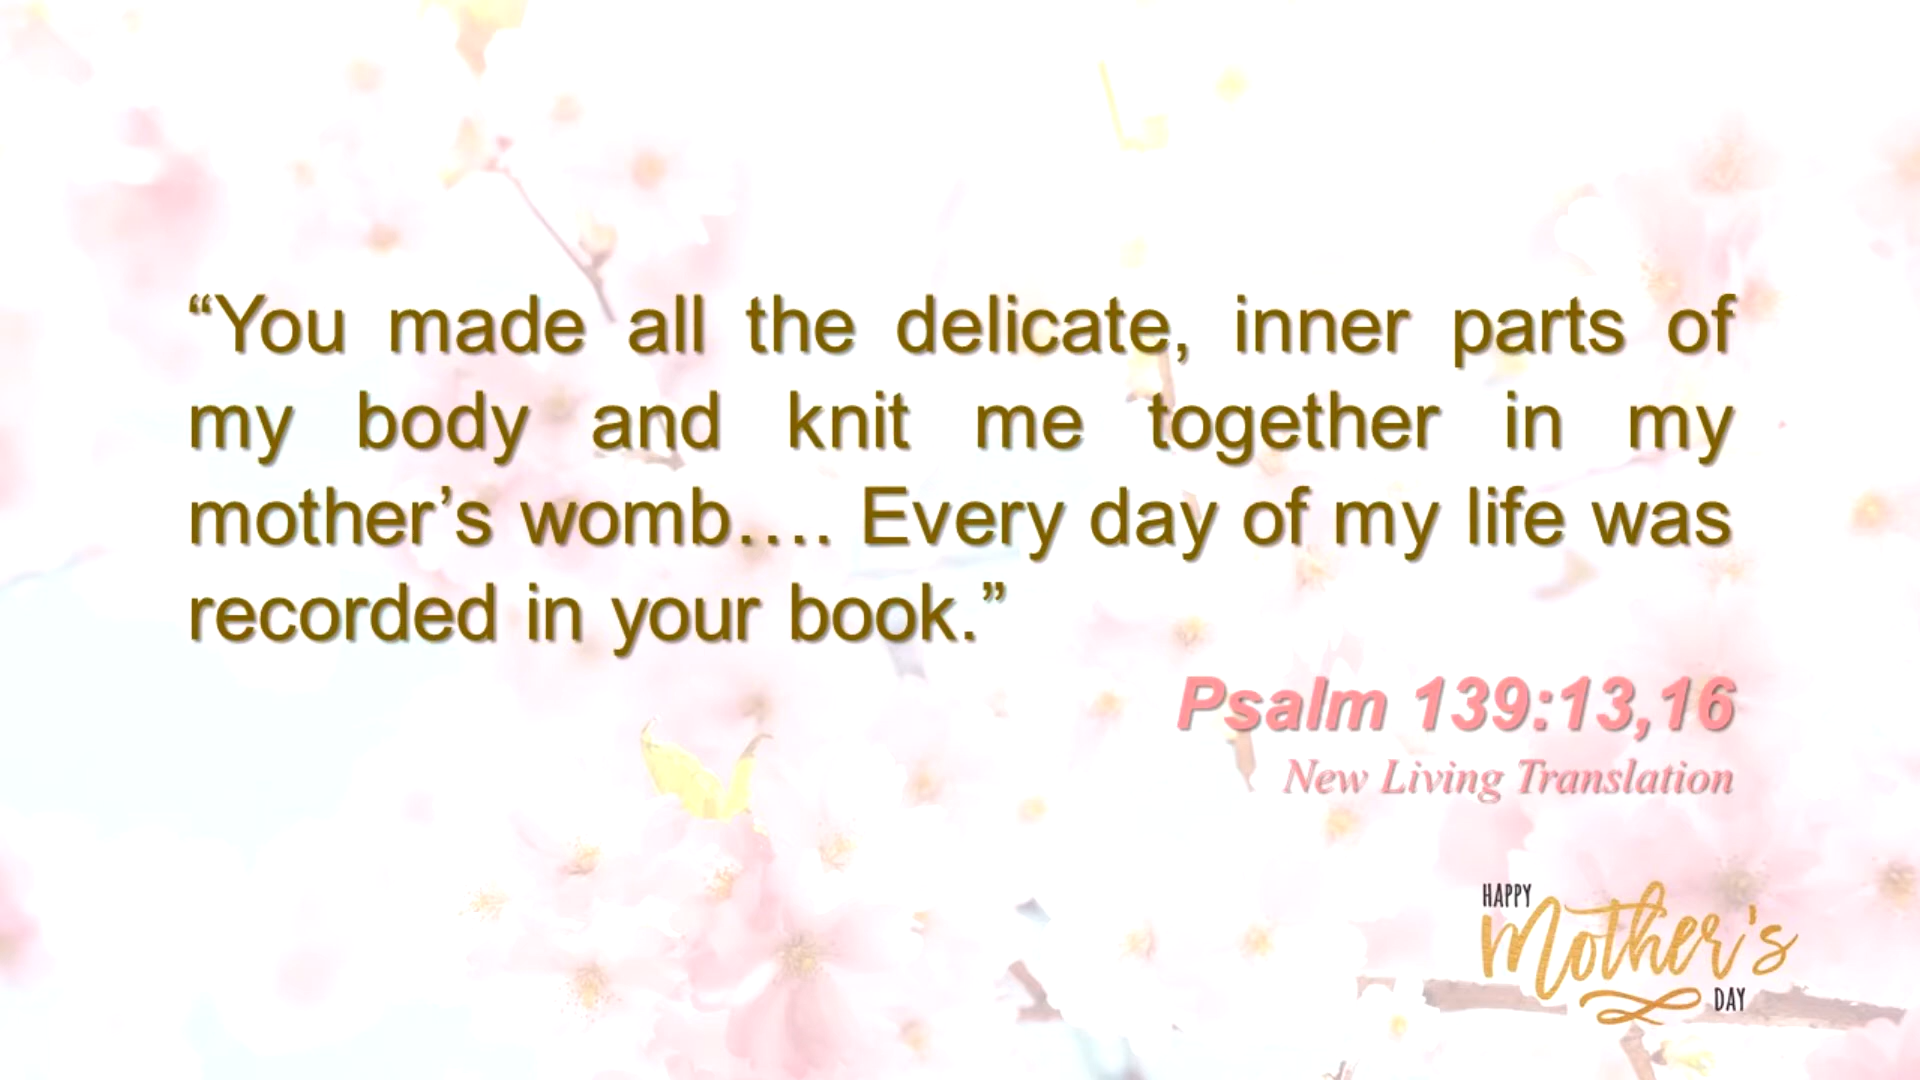 “You made all the delicate, inner parts of
my body and knit me together in my
mother’s womb…. Every day of my life was
recorded in your book.”
Psalm 139:13,16
New Living Translation
HAPPY
Mother's
DAY